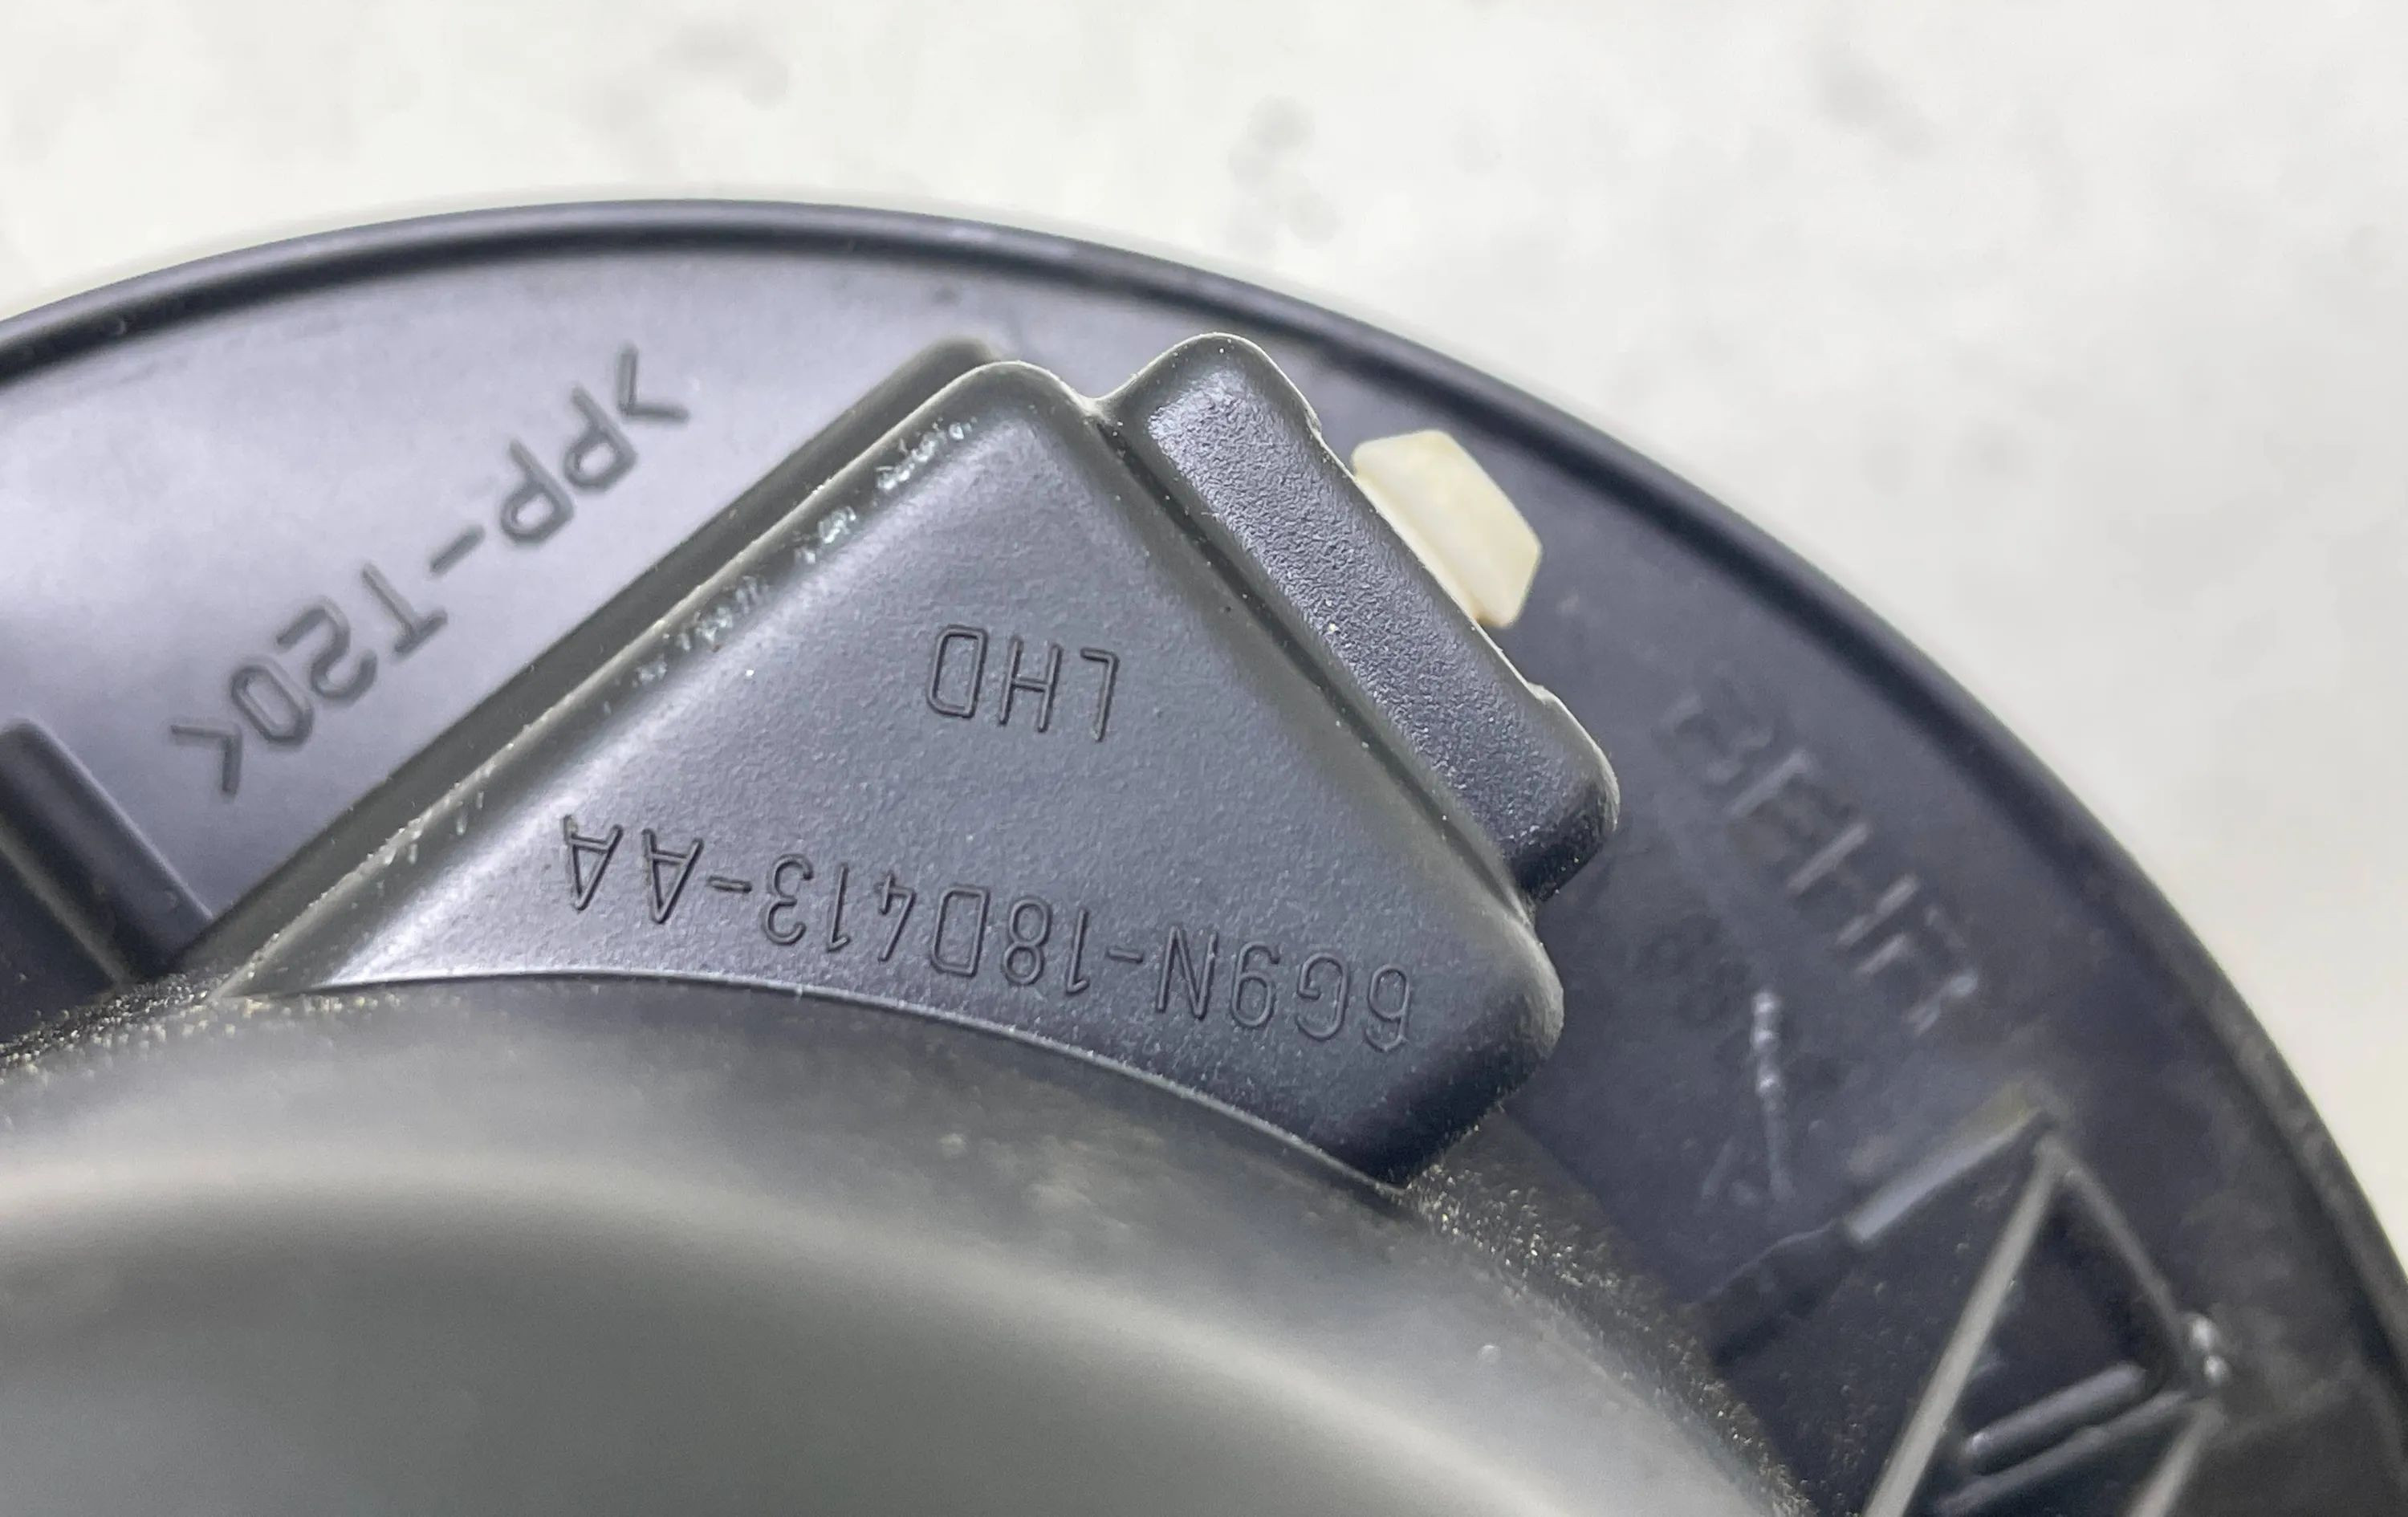 6G9N-18D413-AA
LHD
>PP-T20<
BEHR